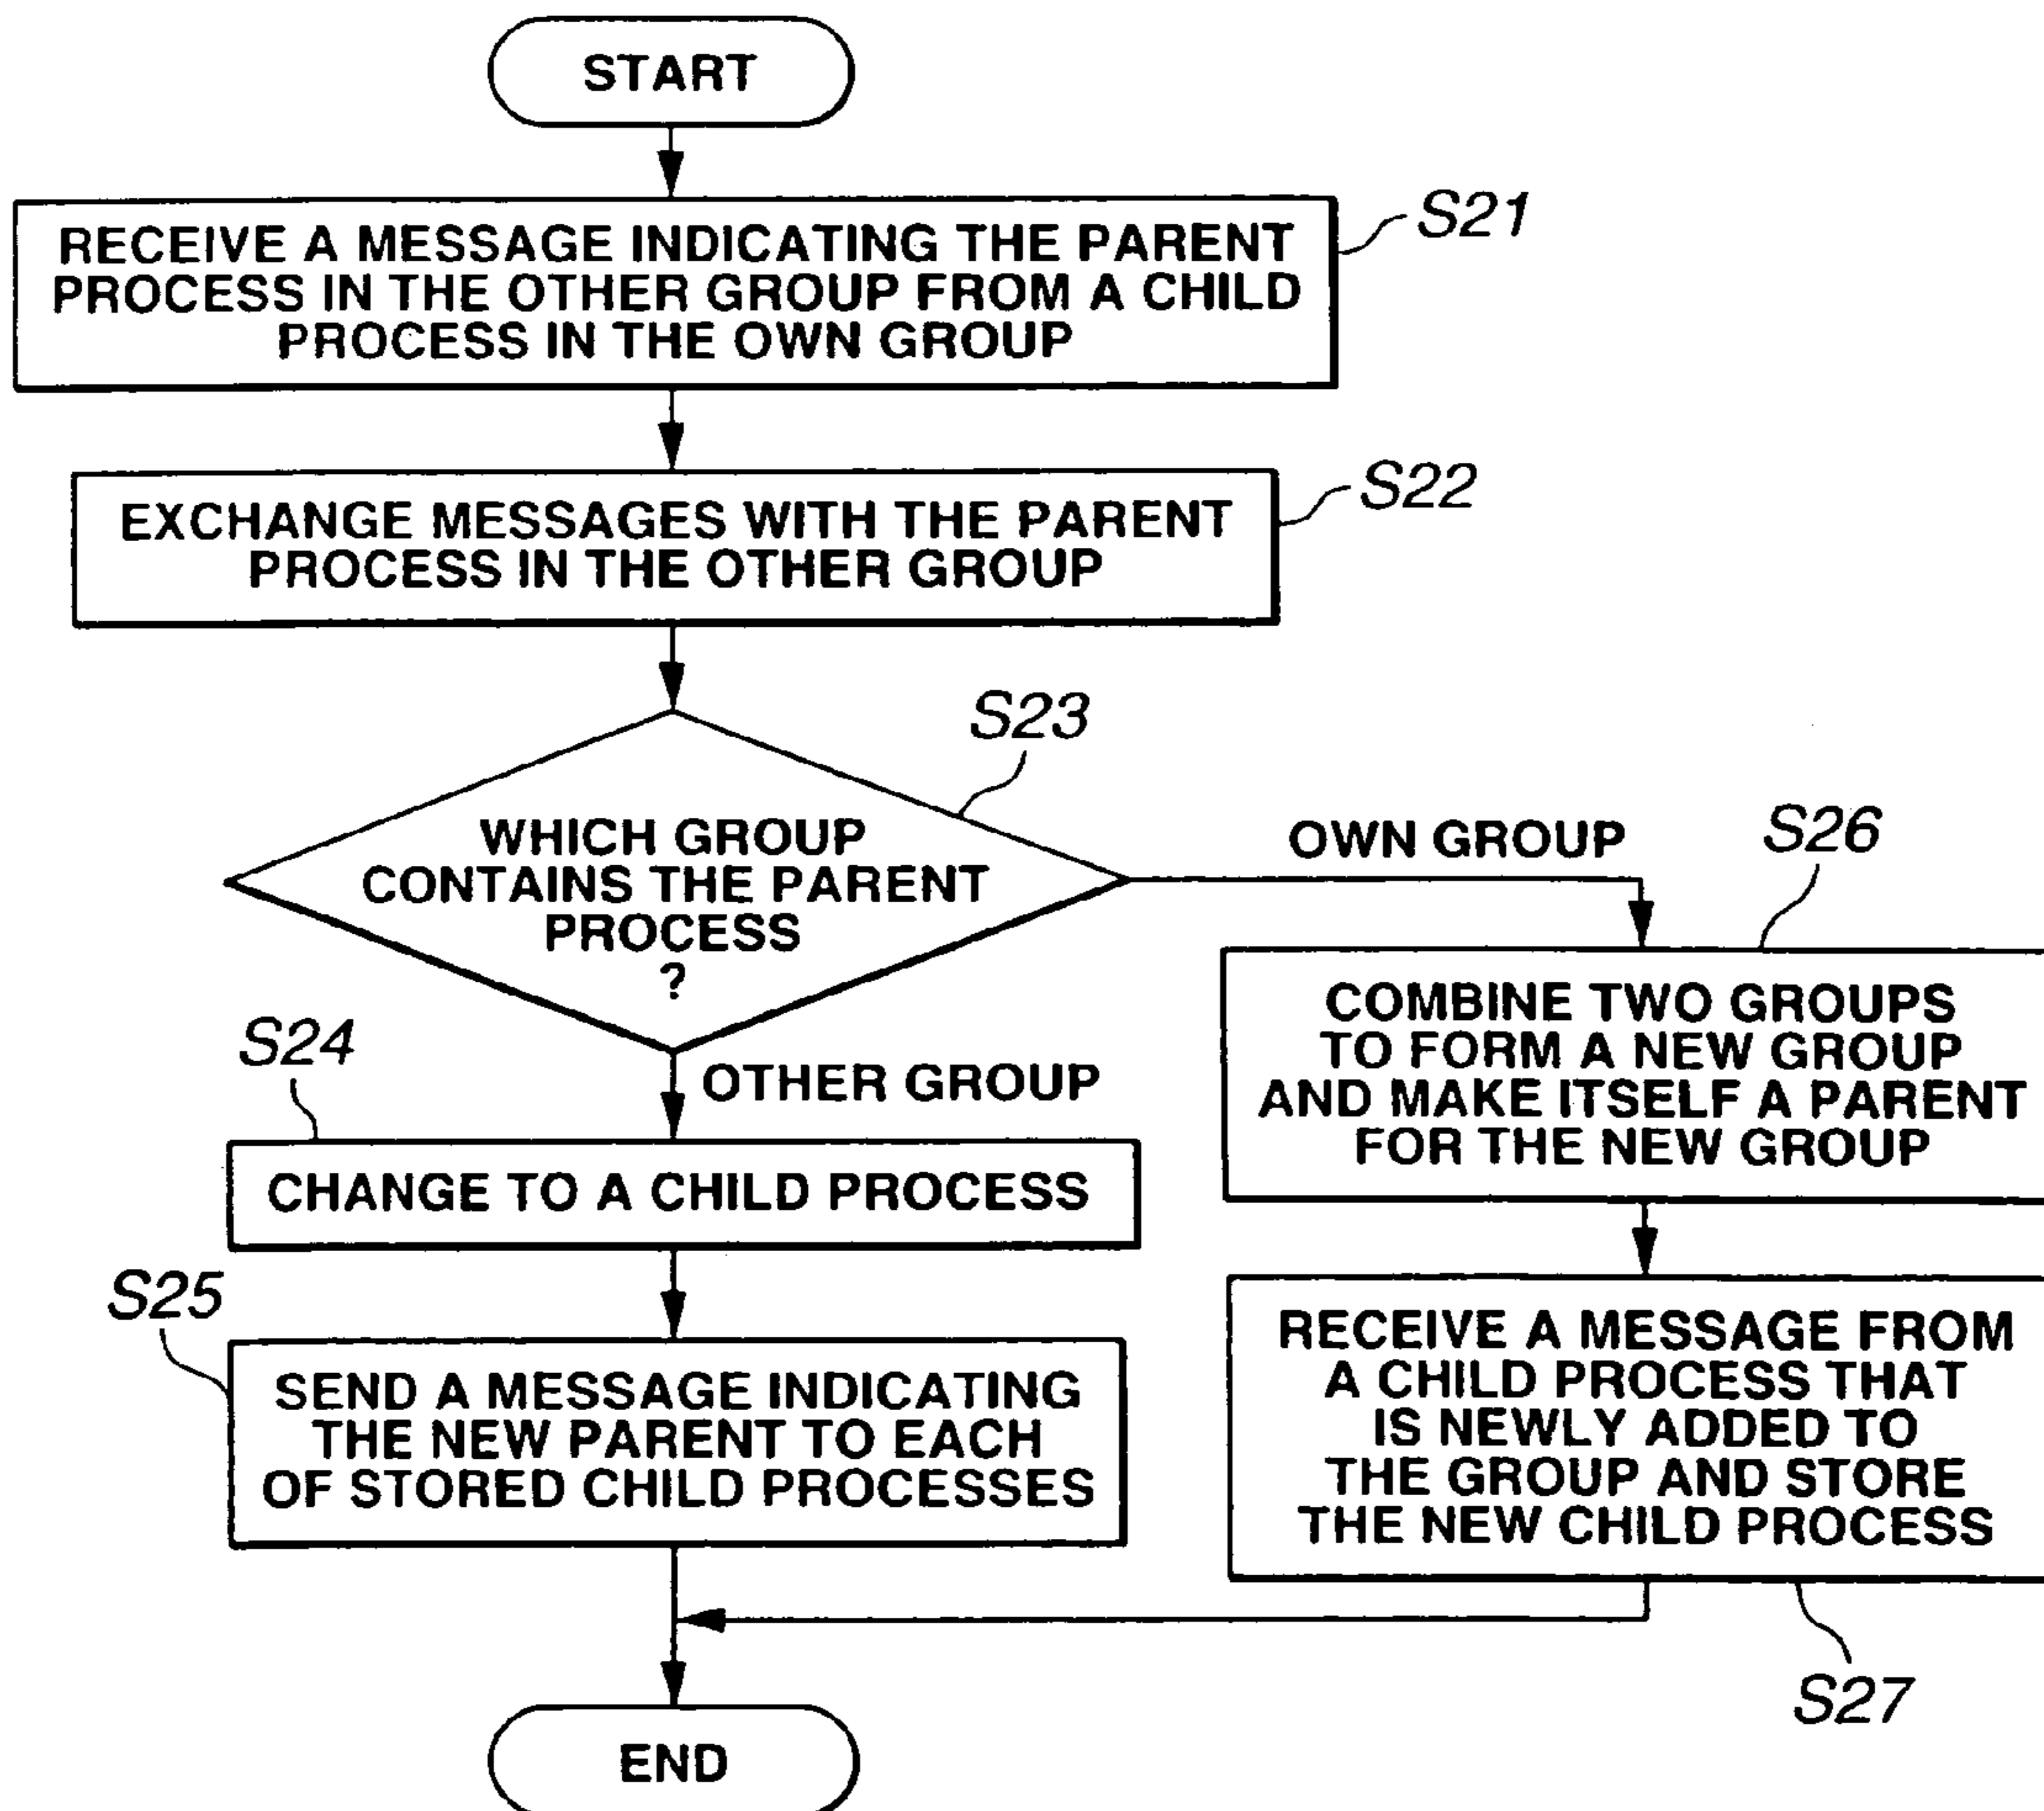 START
S21
RECEIVE A MESSAGE INDICATING THE PARENT
PROCESS IN THE OTHER GROUP FROM A CHILD
PROCESS IN THE OWN GROUP
S22
EXCHANGE MESSAGES WITH THE PARENT
PROCESS IN THE OTHER GROUP
S23
WHICH GROUP
CONTAINS THE PARENT
PROCESS
?
OWN GROUP
S26
COMBINE TWO GROUPS
TO FORM A NEW GROUP
AND MAKE ITSELF A PARENT
FOR THE NEW GROUP
S24
OTHER GROUP
CHANGE TO A CHILD PROCESS
S25
SEND A MESSAGE INDICATING
THE NEW PARENT TO EACH
OF STORED CHILD PROCESSES
RECEIVE A MESSAGE FROM
A CHILD PROCESS THAT
IS NEWLY ADDED TO
THE GROUP AND STORE
THE NEW CHILD PROCESS
S27
END